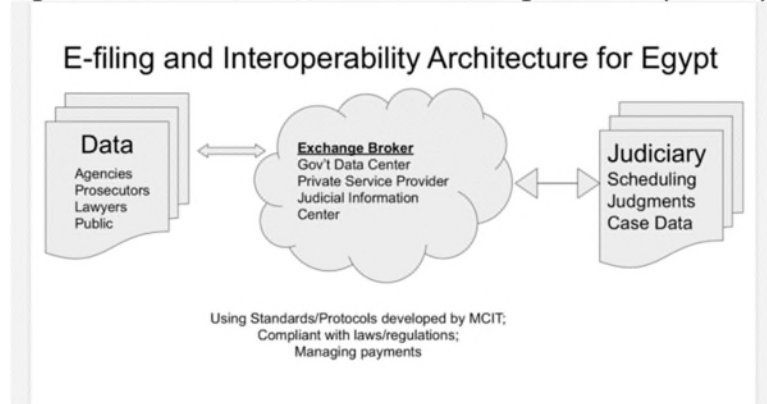 E-filing and Interoperability Architecture for Egypt
Data
Agencies
Prosecutors
Lawyers
Public
Exchange Broker
Gov't Data Center
Private Service Provider
Judicial Information
Center
Judiciary
Scheduling
Judgments
Case Data
Using Standards/Protocols developed by MCIT;
Compliant with laws/regulations;
Managing payments